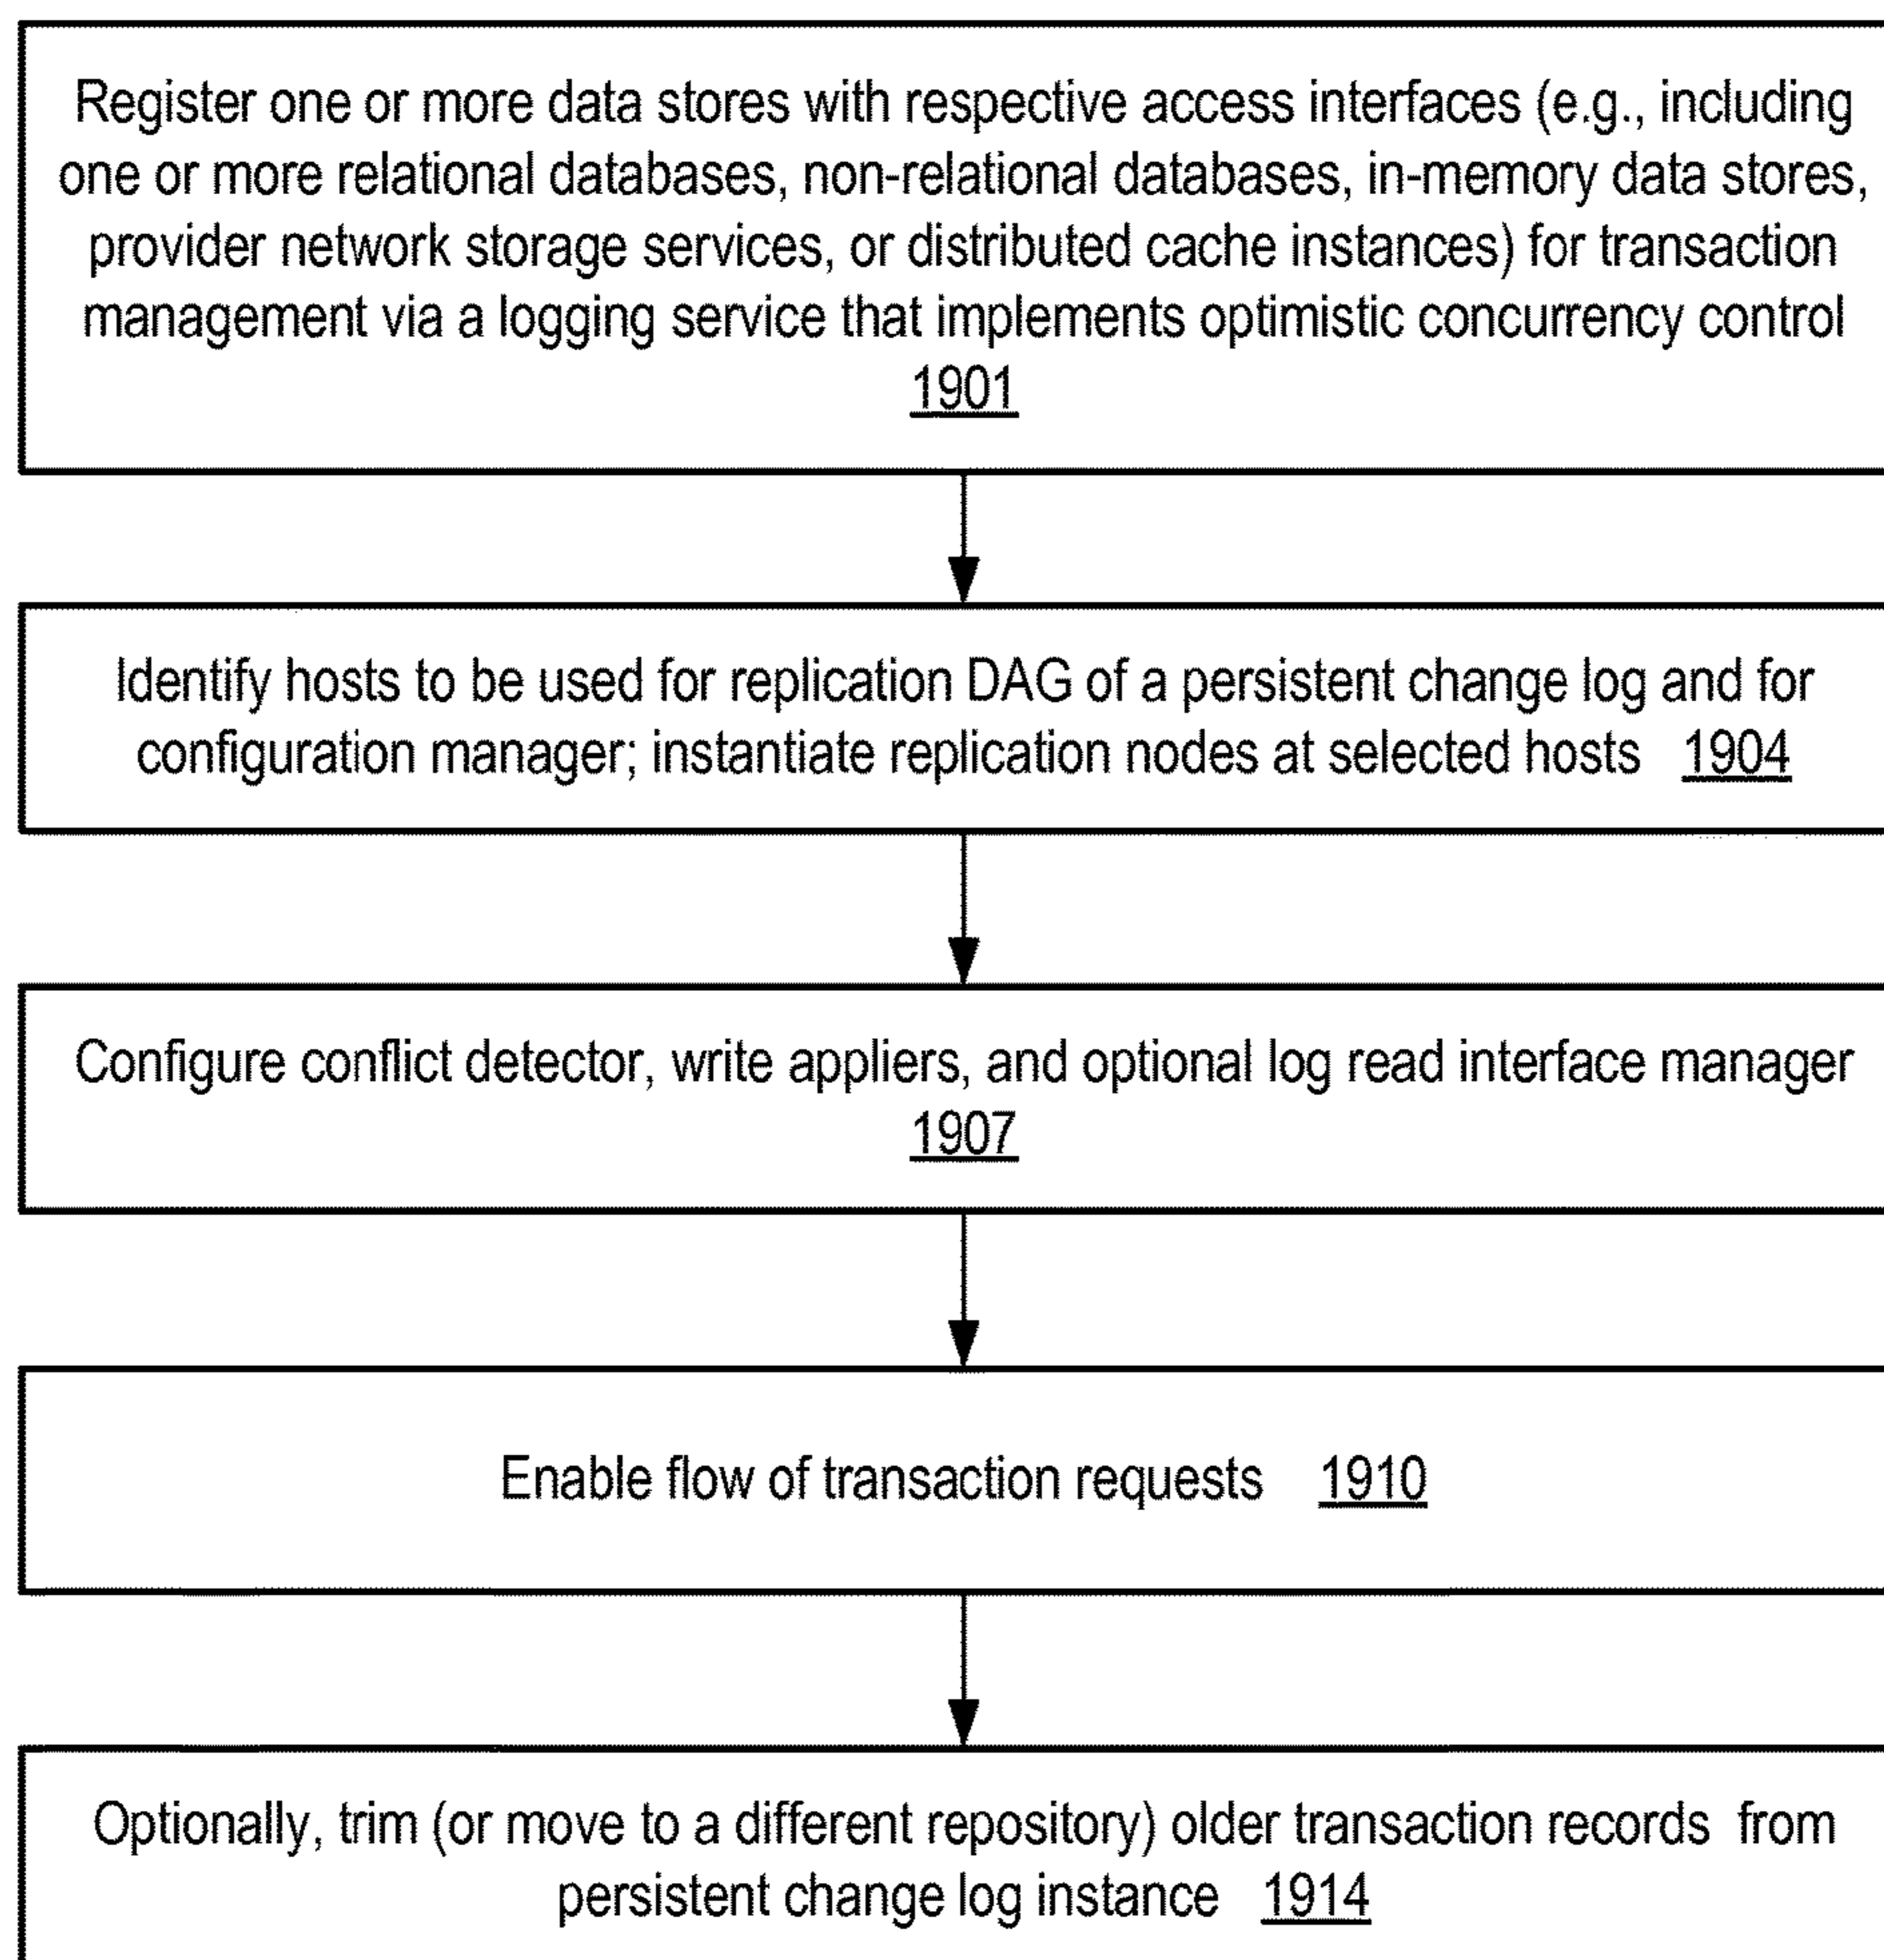 Register one or more data stores with respective access interfaces (e.g., including
one or more relational databases, non-relational databases, in-memory data stores,
provider network storage services, or distributed cache instances) for transaction
management via a logging service that implements optimistic concurrency control
1901
Identify hosts to be used for replication DAG of a persistent change log and for
configuration manager; instantiate replication nodes at selected hosts 1904
Configure conflict detector, write appliers, and optional log read interface manager
1907
Enable flow of transaction requests 1910
Optionally, trim (or move to a different repository) older transaction records from
persistent change log instance 1914